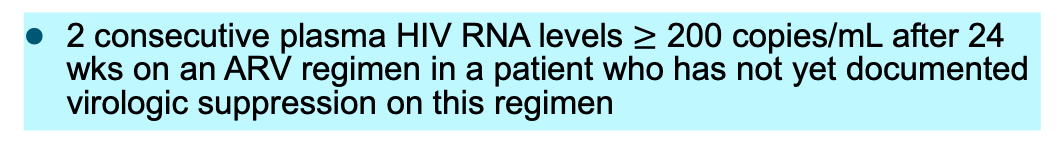 ● 2 consecutive plasma HIV RNA levels ≥ 200 copies/mL after 24
wks on an ARV regimen in a patient who has not yet documented
virologic suppression on this regimen